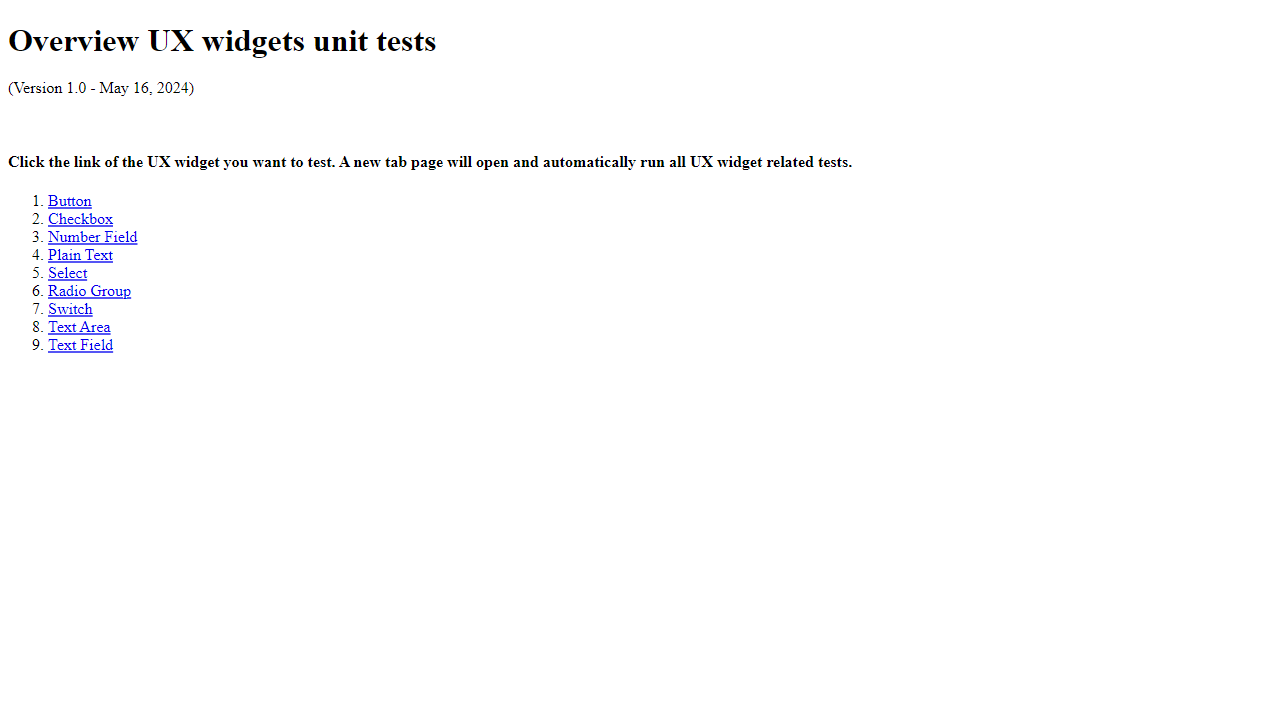 Overview UX widgets unit tests
(Version 1.0 - May 16, 2024)
Click the link of the UX widget you want to test. A new tab page will open and automatically run all UX widget related tests.
1. Button
2. Checkbox
3. Number Field
4. Plain Text
5. Select
6. Radio Group
7. Switch
8. Text Area
9. Text Field